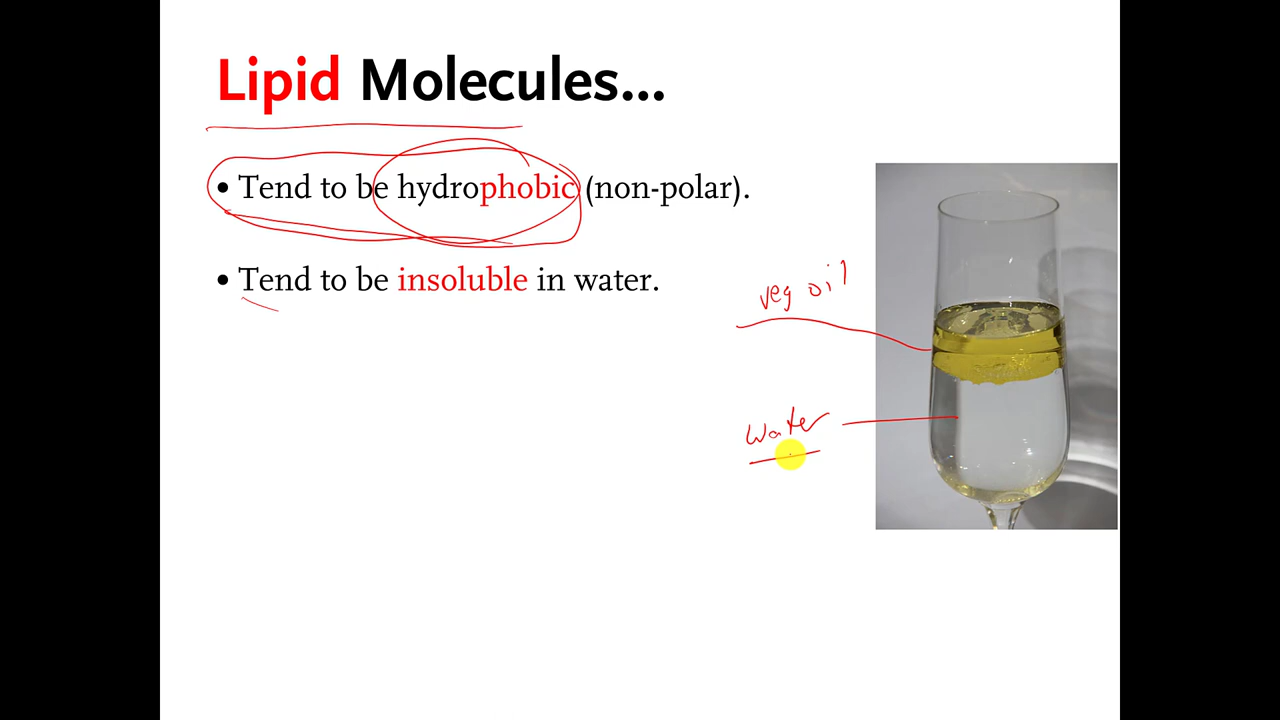 Lipid Molecules...
• Tend to be hydrophobic (non-polar).
• Tend to be insoluble in water.
veg oil
water